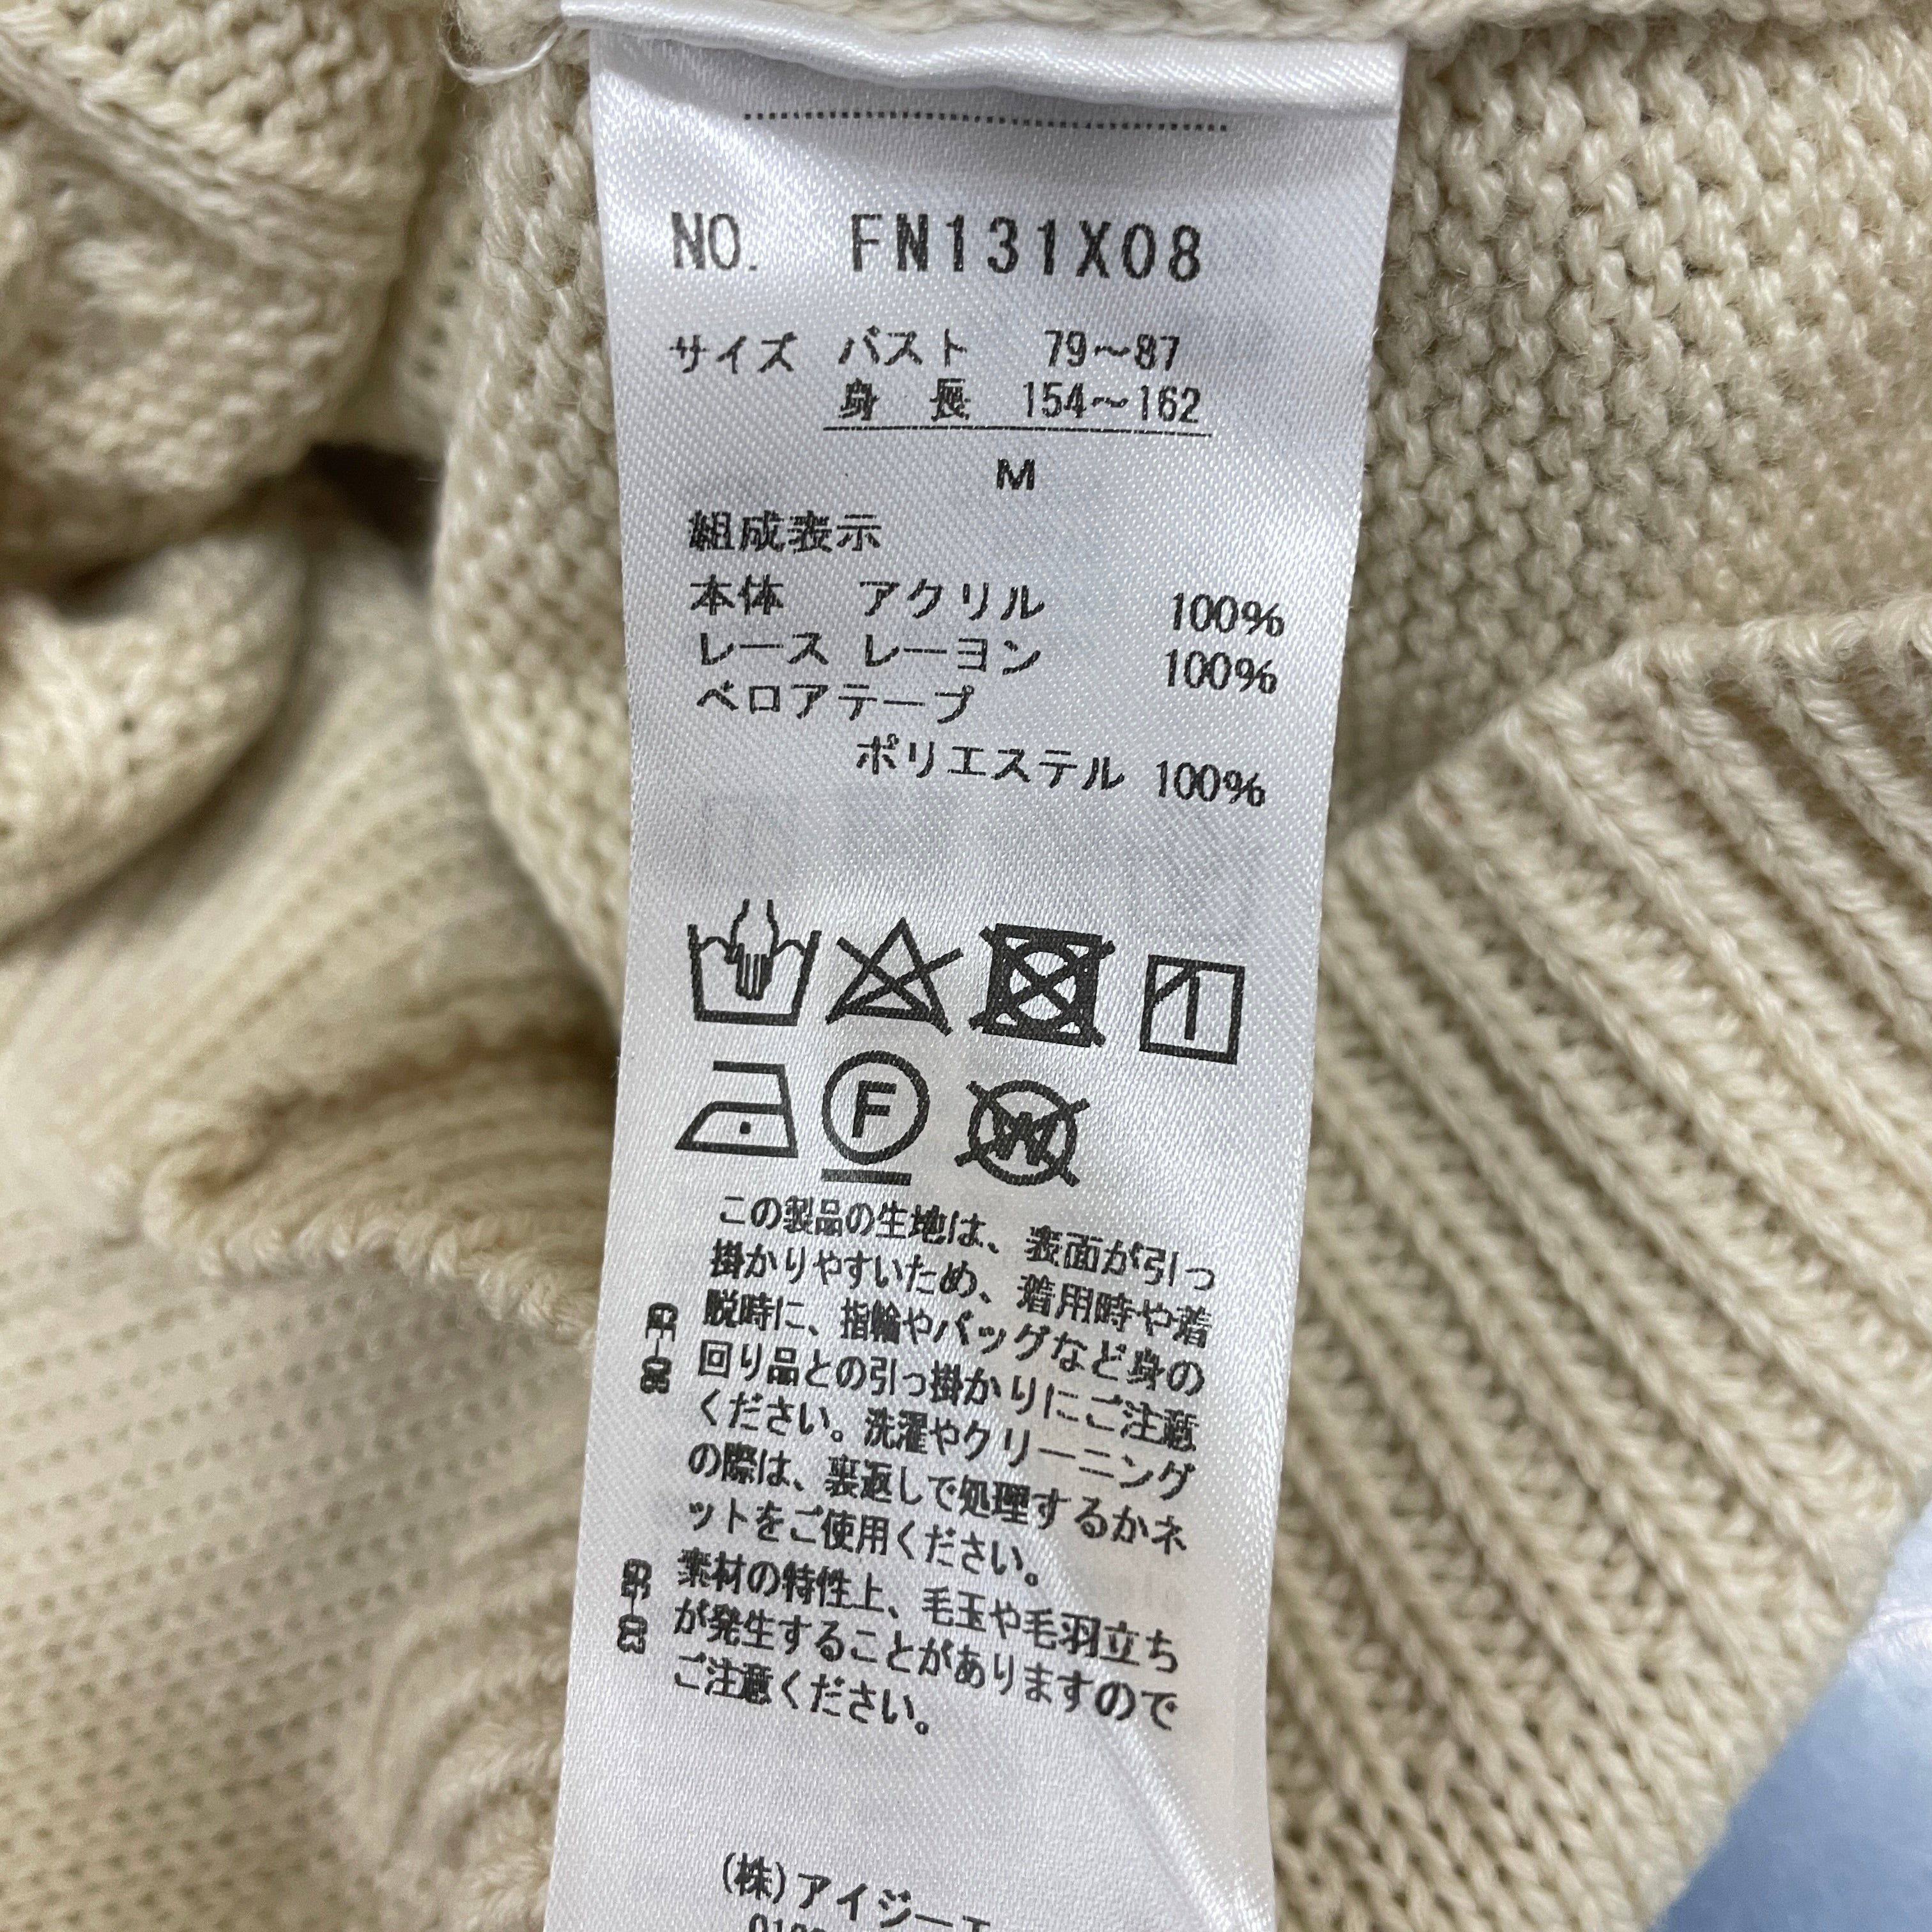 NO. FN131X08
サイズ バスト 79～87
身長 154～162
M
組成表示
本体 アクリル 100%
レース レーヨン 100%
ベロアテープ
ポリエステル 100%
F
W
この製品の生地は、表面が引っ
掛かりやすいため、着用時や着
脱時に、指輪やバッグなど身の
回り品との引っ掛かりにご注意
ください。洗濯やクリーニング
の際は、裏返しで処理するかネ
ットをご使用ください。
素材の特性上、毛玉や毛羽立ち
が発生することがありますので
ご注意ください。
(株)アイジーエ